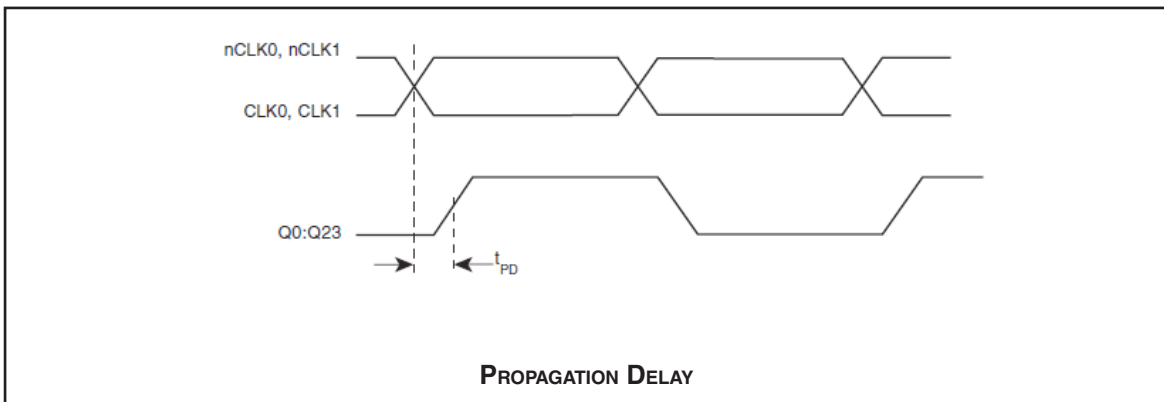 nCLK0, nCLK1
CLK0, CLK1
Q0:Q23
tPD
PROPAGATION DELAY